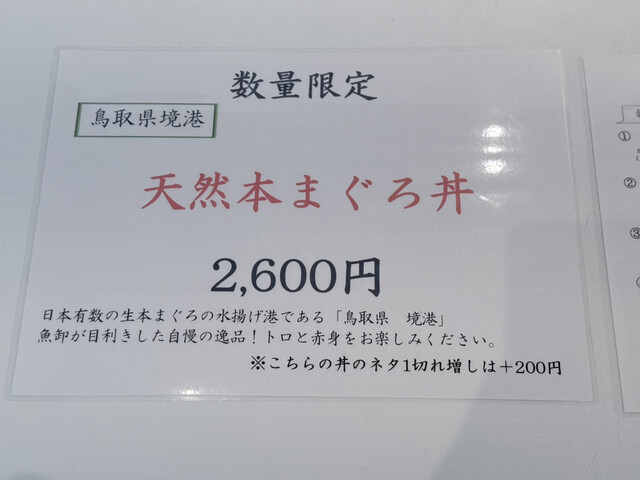 数量限定
鳥取県境港
天然本まぐろ丼
2,600円
日本有数の生本まぐろの水揚げ港である「鳥取県　境港」
魚卸が目利きした自慢の逸品！トロと赤身をお楽しみください。
※こちらの丼のネタ1切れ増しは＋200円
①
②
③